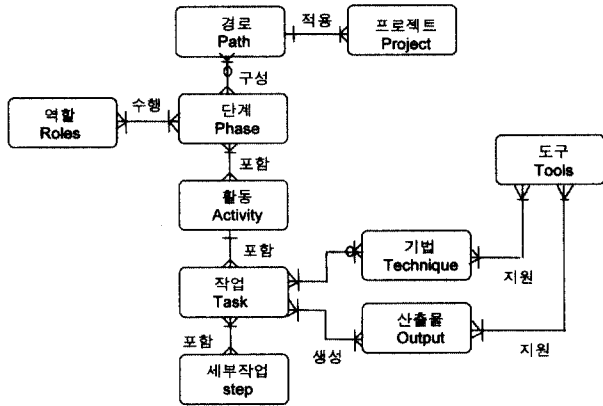 경로
Path
적용
프로젝트
Project
구성
역할
Roles
수행
단계
Phase
포함
도구
Tools
활동
Activity
포함
기법
Technique
지원
작업
Task
산출물
Output
포함
생성
지원
세부작업
step